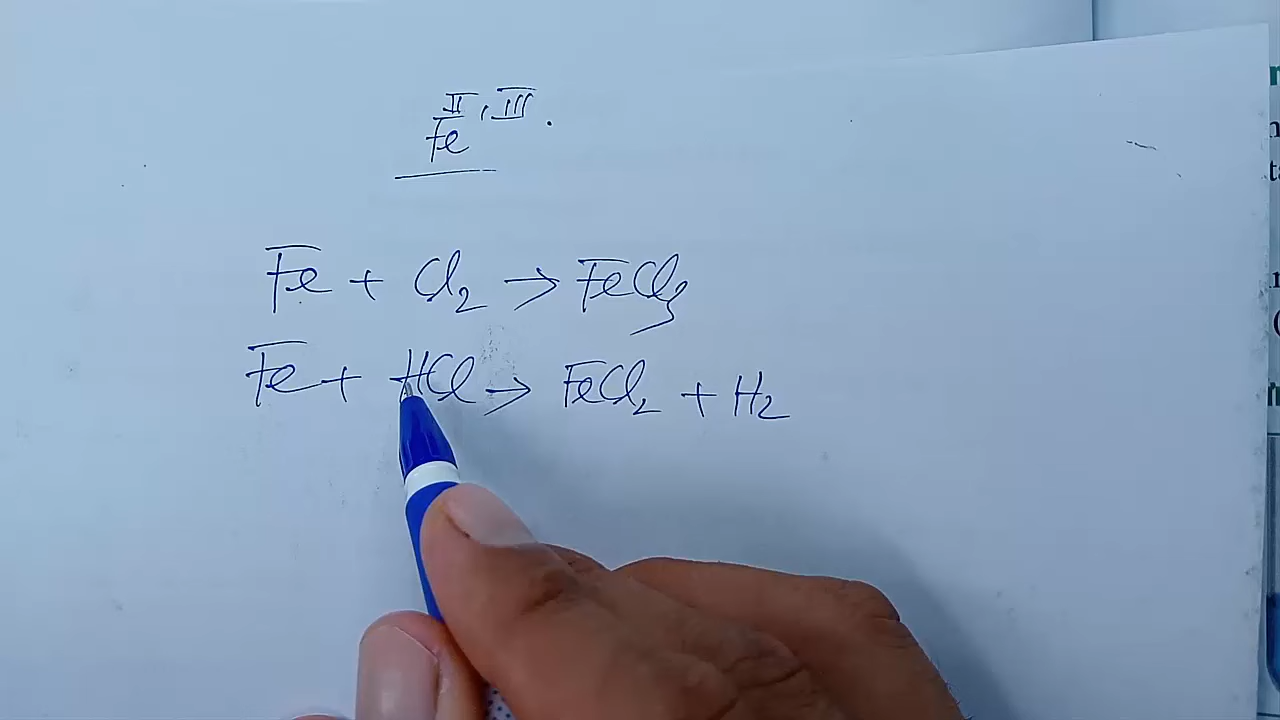 Fe II, III.
Fe + Cl₂ → FeCl₃
Fe + HCl → FeCl₂ + H₂